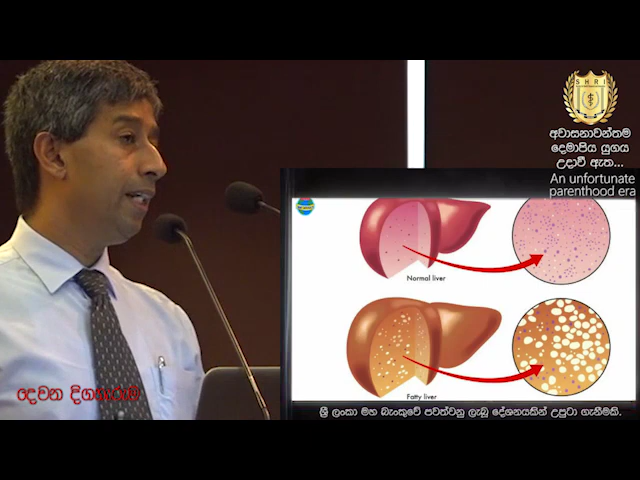 SHRI
අවාසනාවන්තම
දෙමාපිය යුගය
උදාවී ඇත...
An unfortunate
parenthood era
Normal liver
Fatty liver
දෙවන දිගහැරුම
ශ්‍රී ලංකා මහ බැංකුවේ පවත්වනු ලැබූ දේශනයකින් උපුටා ගැනීමකි.